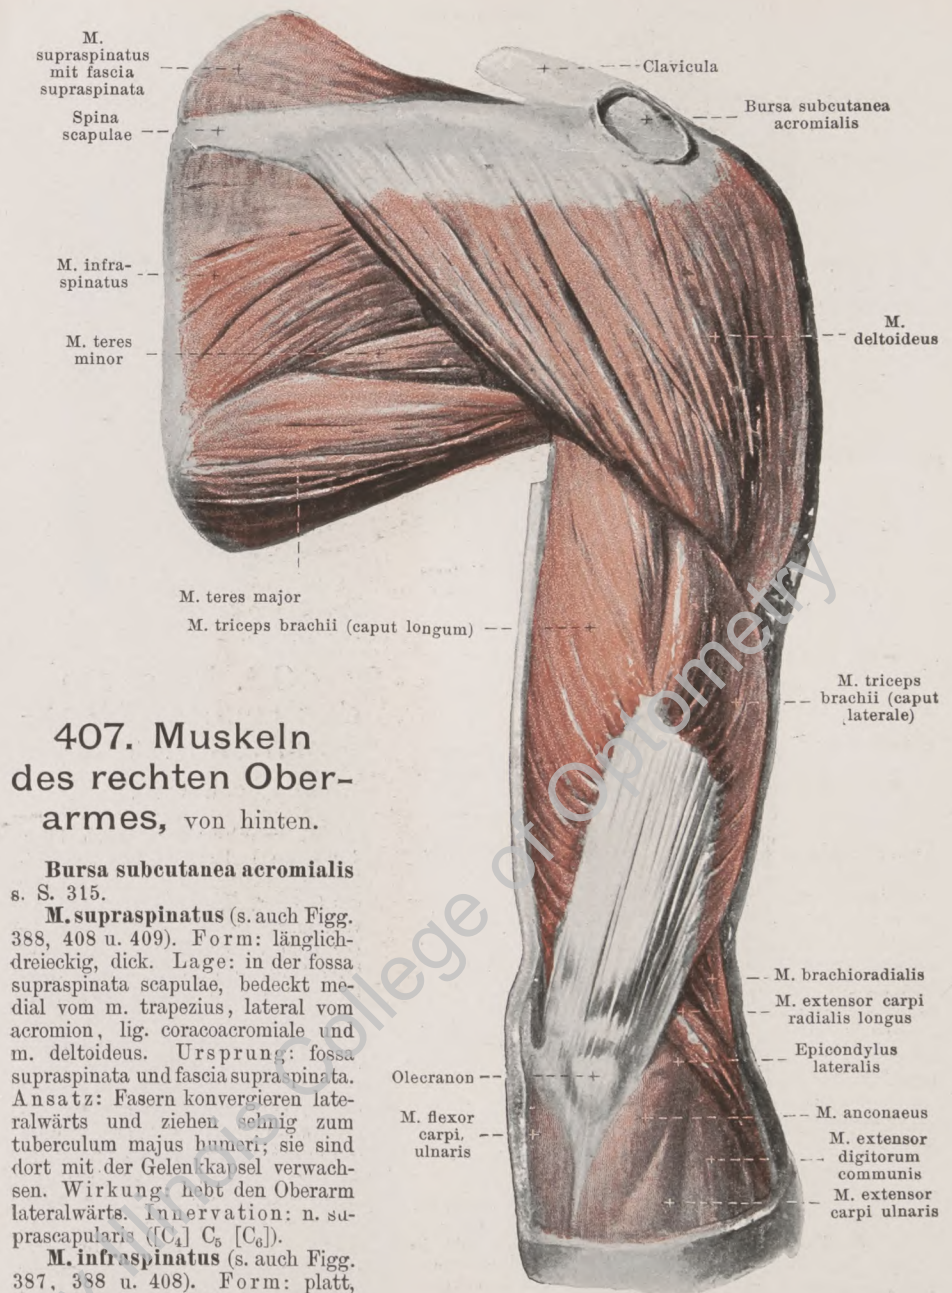 M.
supraspinatus
mit fascia
supraspinata
Spina
scapulae
M. infra-
spinatus
M. teres
minor
Clavicula
Bursa subcutanea
acromialis
M.
deltoideus
M. teres major
M. triceps brachii (caput longum)
M. triceps
brachii (caput
laterale)
M. brachioradialis
M. extensor carpi
radialis longus
Epicondylus
lateralis
Olecranon
M. flexor
carpi
ulnaris
M. anconaeus
M. extensor
digitorum
communis
M. extensor
carpi ulnaris
407. Muskeln
des rechten Ober-
armes, von hinten.
Bursa subcutanea acromialis
s. S. 315.
M. supraspinatus (s. auch Figg.
388, 408 u. 409). Form: länglich-
dreieckig, dick. Lage: in der fossa
supraspinata scapulae, bedeckt me-
dial vom m. trapezius, lateral vom
acromion, lig. coracoacromiale und
m. deltoideus. Ursprung: fossa
supraspinata und fascia supraspinata.
Ansatz: Fasern konvergieren late-
ralwärts und ziehen sehnig zum
tuberculum majus humeri; sie sind
dort mit der Gelenkkapsel verwach-
sen. Wirkung: hebt den Oberarm
lateralwärts. Innervation: n. su-
prascapularis ([C₄] C₅ [C₆]).
M. infraspinatus (s. auch Figg.
387, 388 u. 408). Form: platt,
Illinois College of Optometry